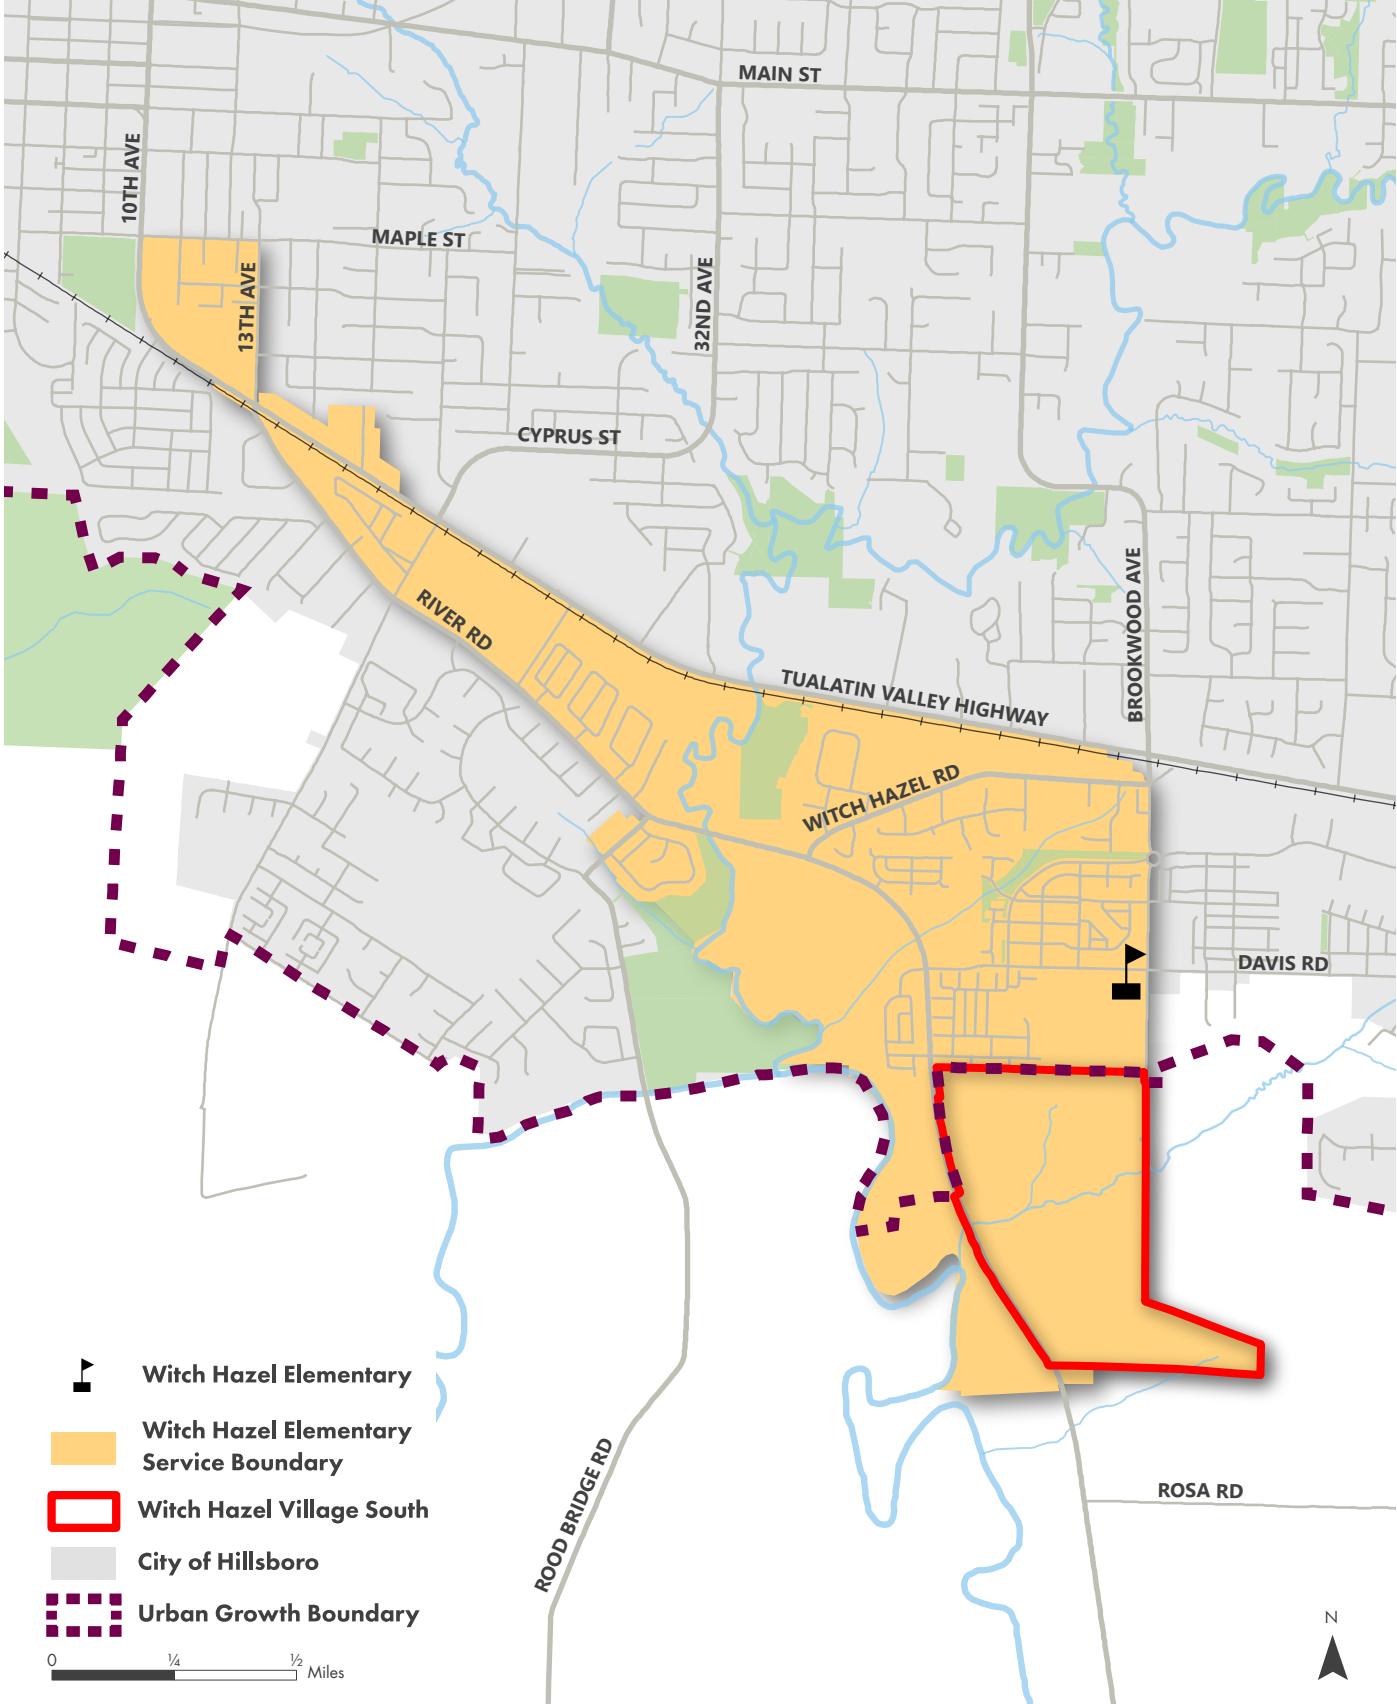 MAIN ST
10TH AVE
MAPLE ST
13TH AVE
32ND AVE
CYPRUS ST
RIVER RD
BROOKWOOD AVE
TUALATIN VALLEY HIGHWAY
WITCH HAZEL RD
DAVIS RD
Witch Hazel Elementary
Witch Hazel Elementary
Service Boundary
Witch Hazel Village South
City of Hillsboro
Urban Growth Boundary
0 ¼ ½ Miles
ROOD BRIDGE RD
ROSA RD
N